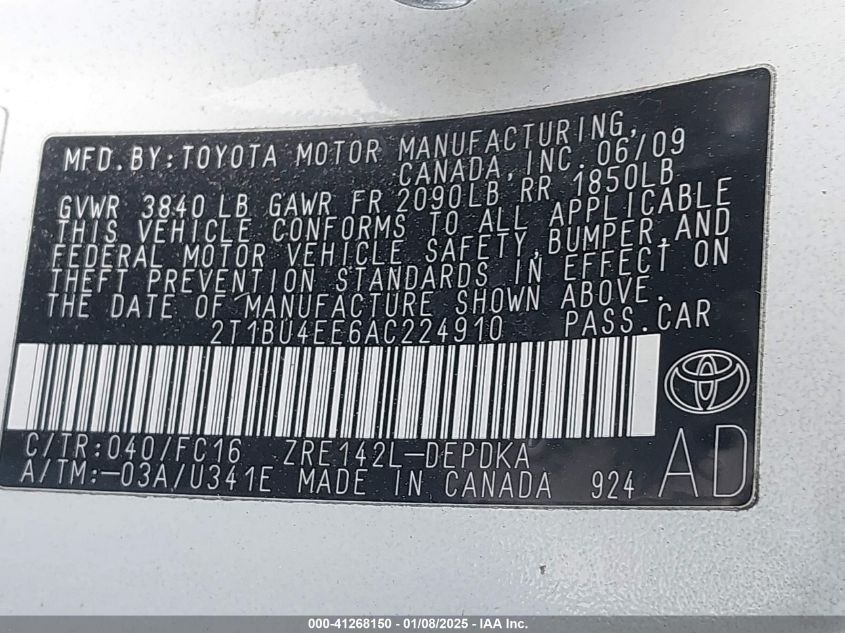 MFD.BY:TOYOTA MOTOR MANUFACTURING,
CANADA, INC. 06/09
GVWR 3840 LB GAWR FR 2090LB RR 1850LB
THIS VEHICLE CONFORMS TO ALL APPLICABLE
FEDERAL MOTOR VEHICLE SAFETY, BUMPER, AND
THEFT PREVENTION STANDARDS IN EFFECT ON
THE DATE OF MANUFACTURE SHOWN ABOVE.
2T1BU4EE6AC224910 PASS.CAR
C/TR:040/FC16 ZRE142L-DEPDKA
A/TM:-03A/U341E MADE IN CANADA 924 AD
000-41268150 - 01/08/2025 - IAA Inc.